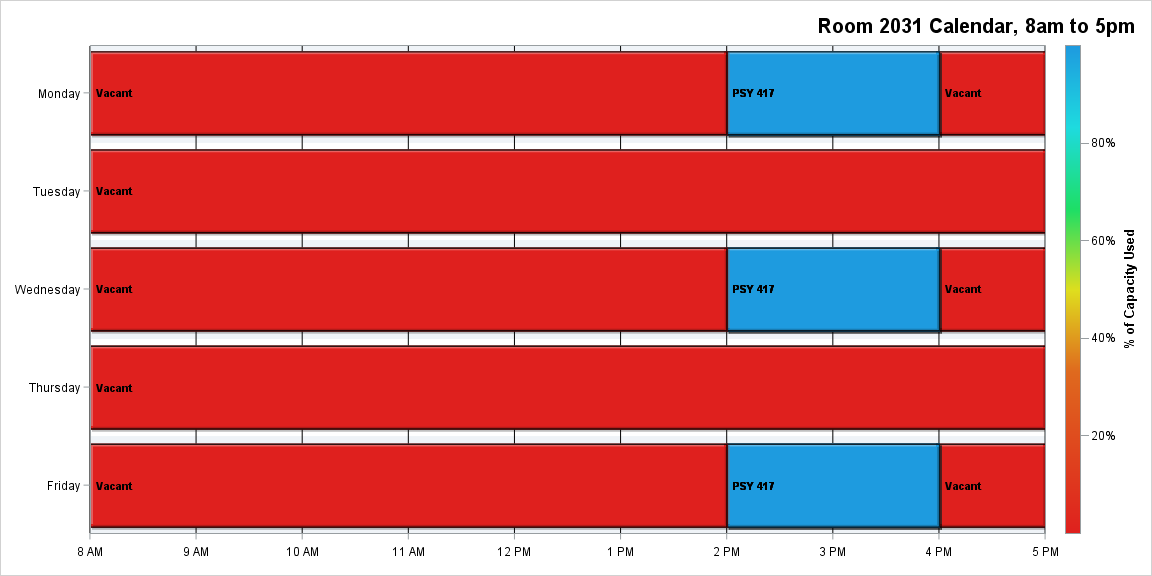 Room 2031 Calendar, 8am to 5pm
Monday Vacant PSY 417 Vacant
80%
Tuesday Vacant
60%
Wednesday Vacant PSY 417 Vacant
% of Capacity Used
40%
Thursday Vacant
20%
Friday Vacant PSY 417 Vacant
8 AM 9 AM 10 AM 11 AM 12 PM 1 PM 2 PM 3 PM 4 PM 5 PM